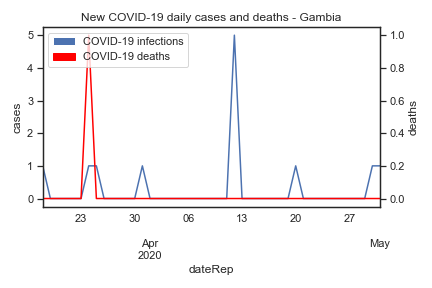 New COVID-19 daily cases and deaths - Gambia
COVID-19 infections
COVID-19 deaths
5
4
3
2
1
0
cases
1.0
0.8
0.6
0.4
0.2
0.0
deaths
23 30 06 13 20 27
Apr May
2020
dateRep